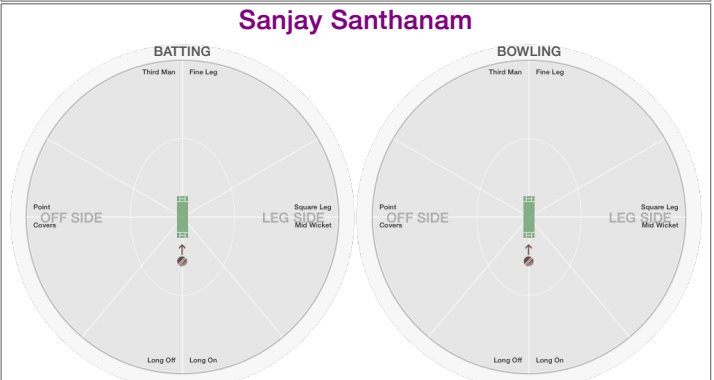 Sanjay Santhanam
BATTING
Third Man Fine Leg
Point
OFF SIDE
Covers
Square Leg
LEG SIDE
Mid Wicket
Long Off Long On
BOWLING
Third Man Fine Leg
Point
OFF SIDE
Covers
Square Leg
LEG SIDE
Mid Wicket
Long Off Long On